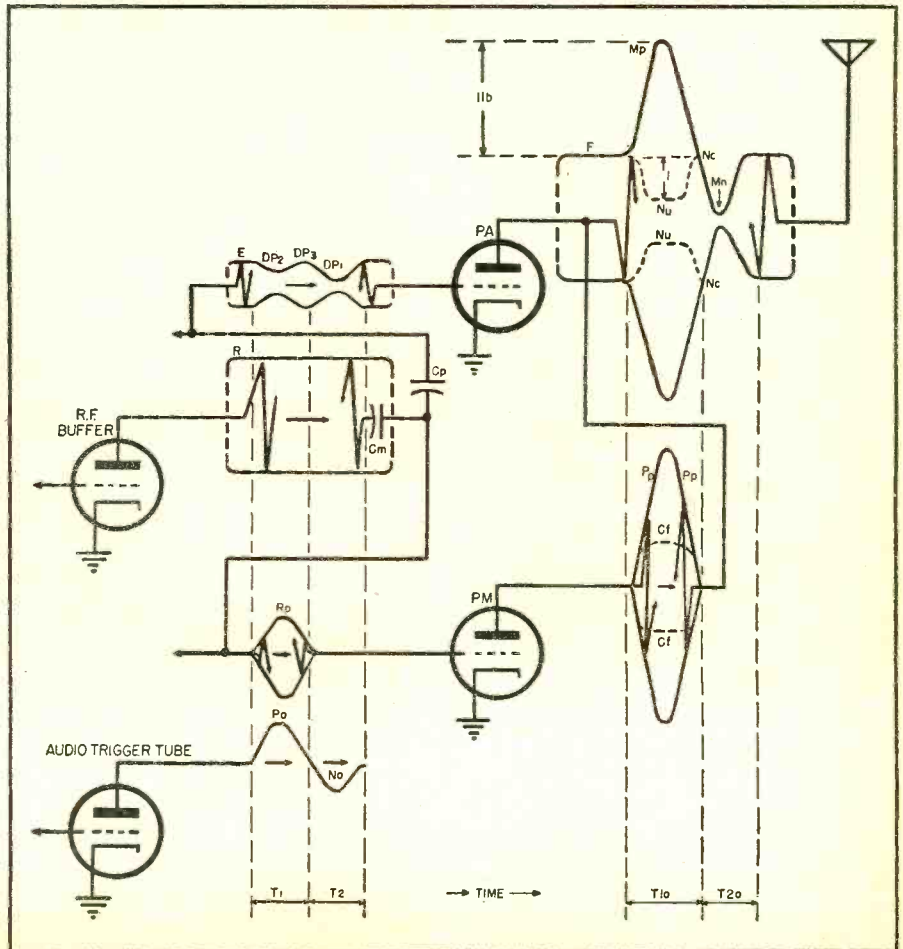 Mp
IIb
F
Nc
Mn
Nu
PA
Nu
Nc
E DP2 DP3 DP1
R
Cp
R.F.
BUFFER
Cm
Pp Pp
Cf
PM
Rp
Cf
Po
AUDIO TRIGGER TUBE
No
T1 T2
TIME
T1o T2o